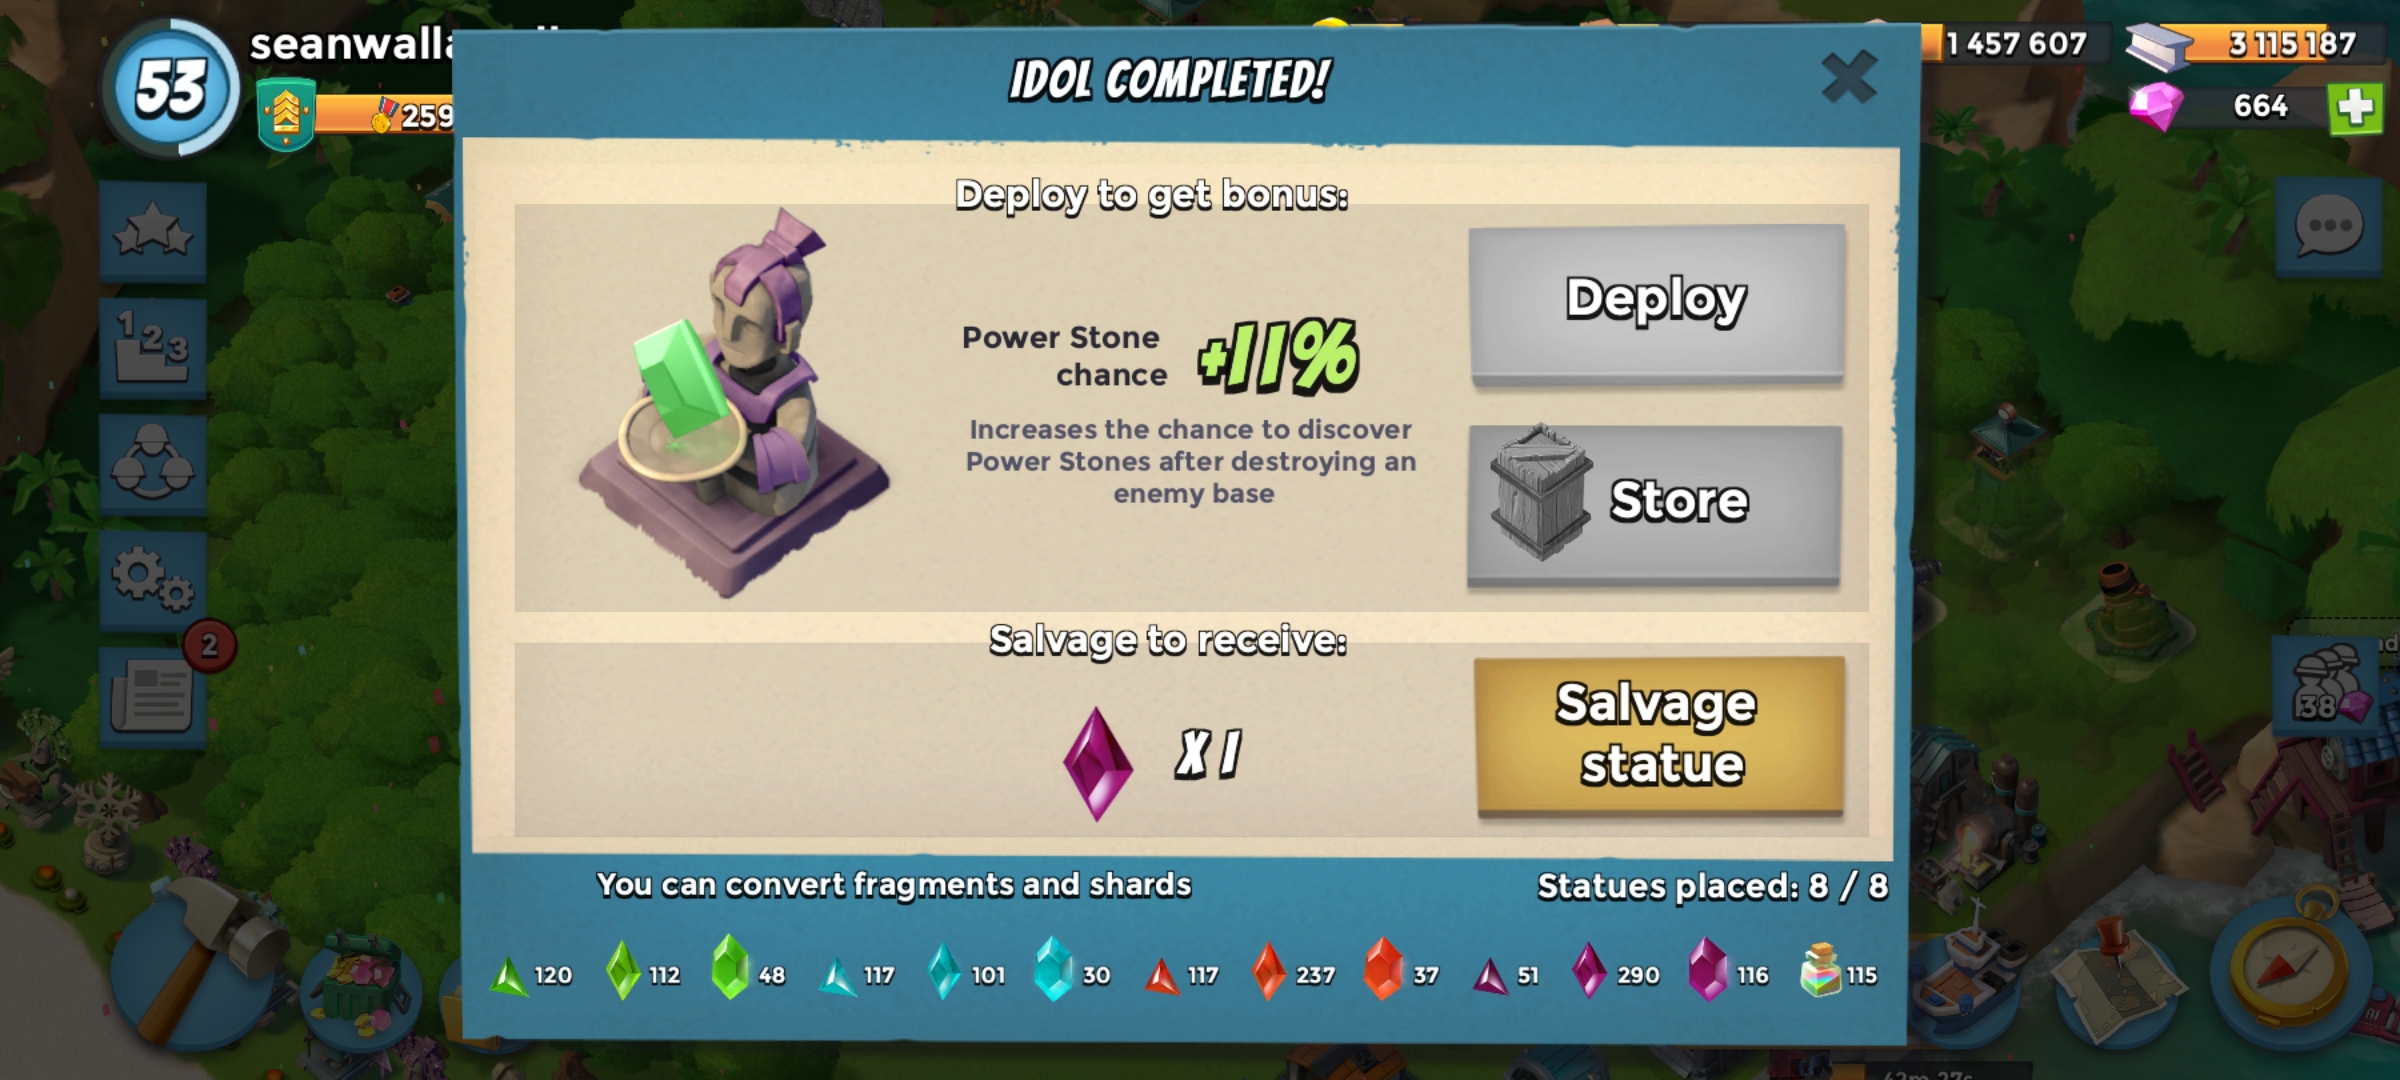 53
1 457 607
3 115 187
259
664
IDOL COMPLETED!
Deploy to get bonus:
Power Stone
chance
+11%
Increases the chance to discover
Power Stones after destroying an
enemy base
Deploy
Store
1 2 3
2
38
Salvage to receive:
X 1
Salvage
statue
You can convert fragments and shards
Statues placed: 8 / 8
120 112 48 117 101 30 117 237 37 51 290 116 115